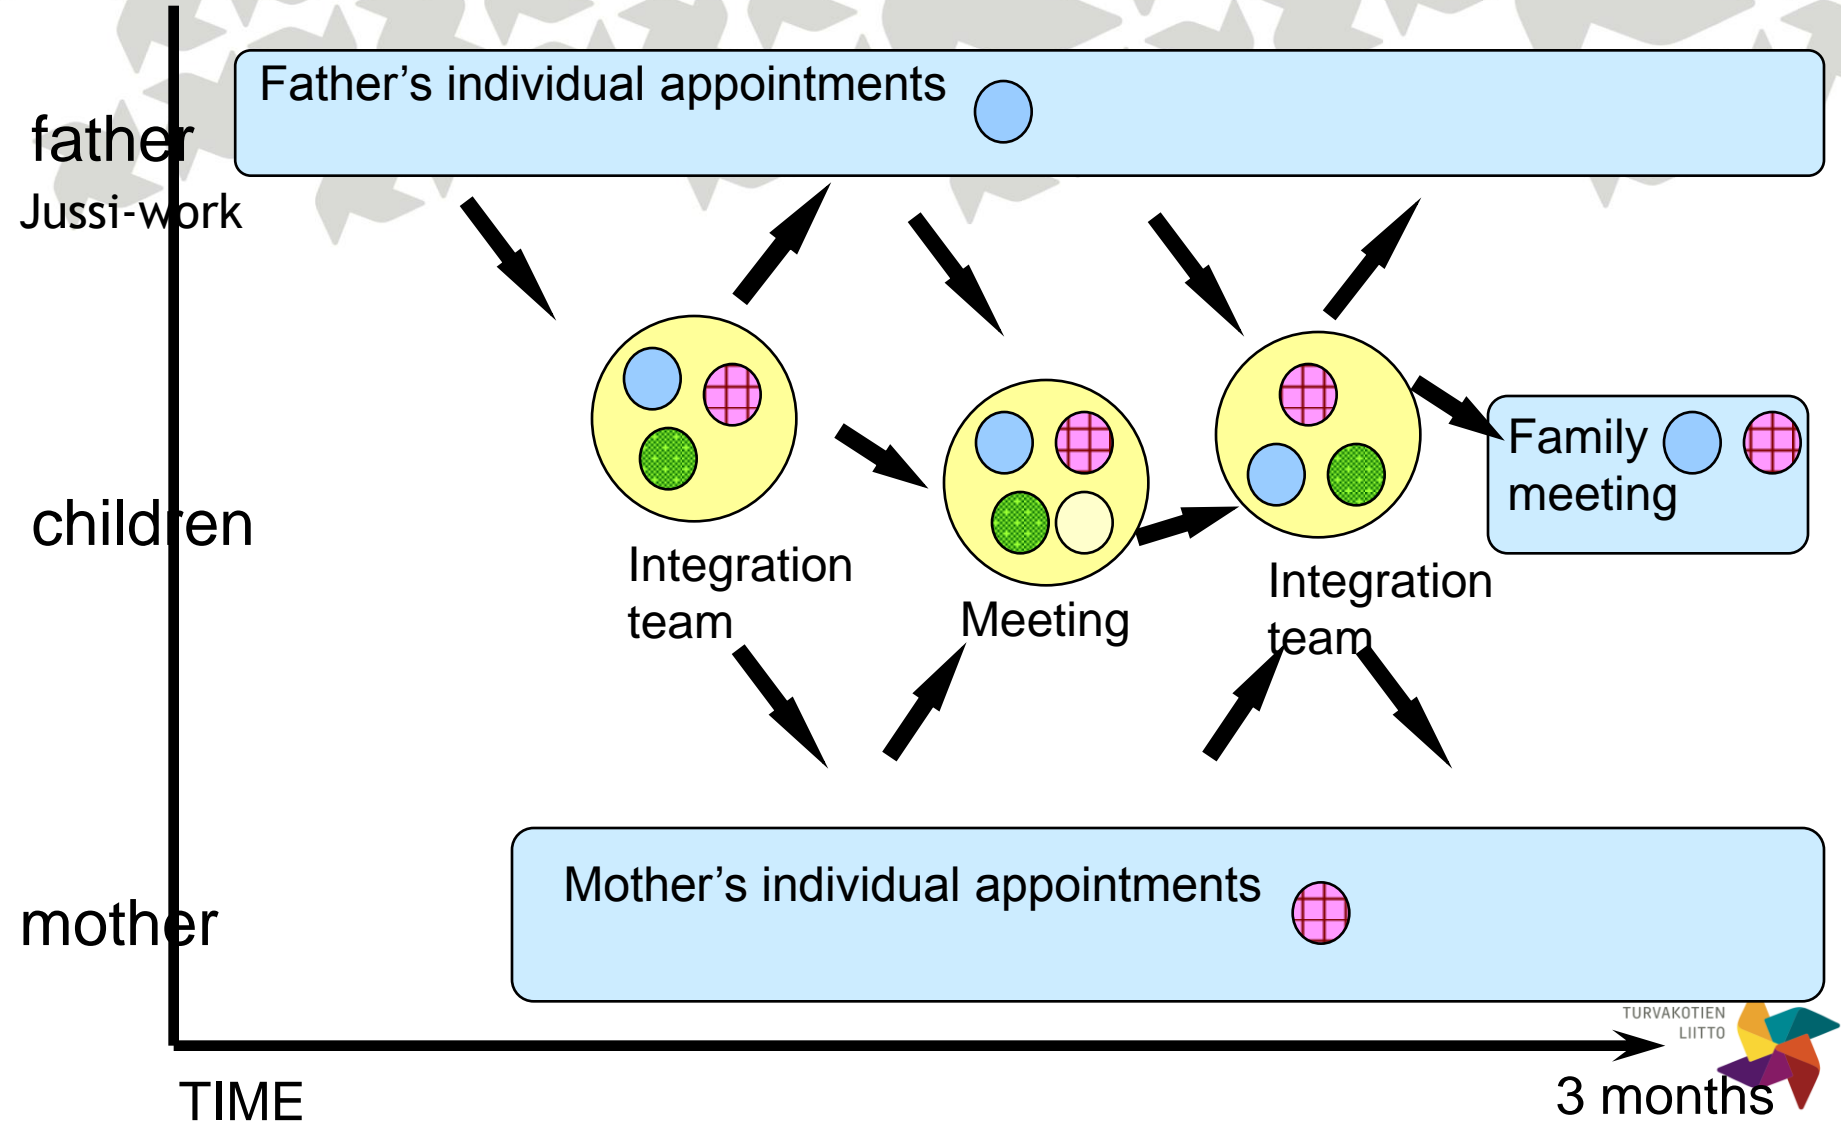 Father’s individual appointments
father
Jussi-work
Family
meeting
children
Integration
team
Meeting
Integration
team
Mother’s individual appointments
mother
TURVAKOTIEN
LIITTO
TIME
3 months